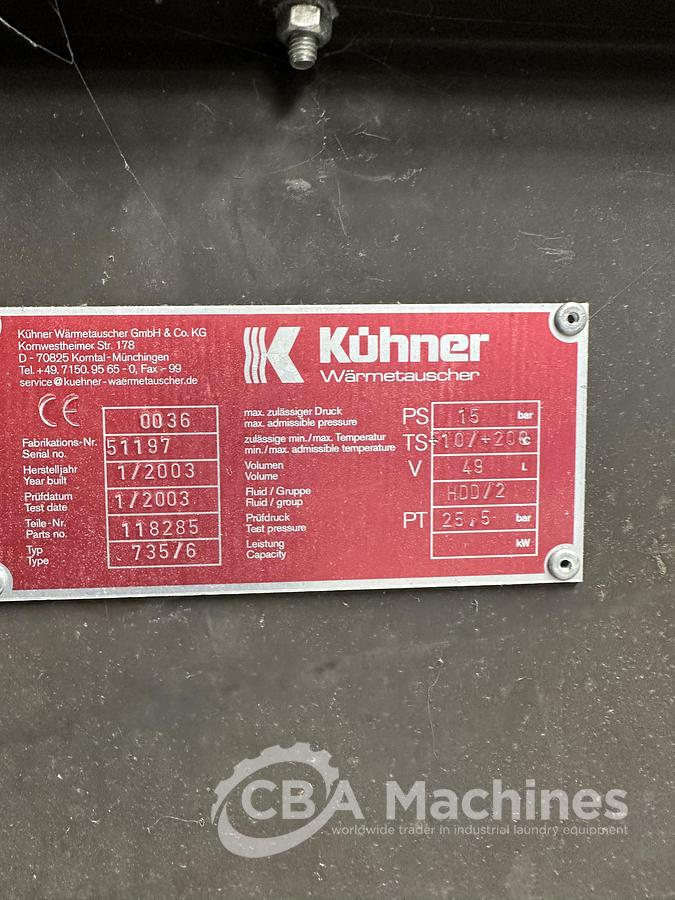 Kühner Wärmetauscher GmbH & Co. KG
Kornwestheimer Str. 178
D - 70825 Korntal-Münchingen
Tel. +49. 7150. 95 65 - 0, Fax - 99
service@kuehner-waermetauscher.de
Kühner
Wärmetauscher
CE 0036
Fabrikations-Nr.
Serial no. 51197
Herstelljahr
Year built 1/2003
Prüfdatum
Test date 1/2003
Teile-Nr.
Parts no. 118285
Typ
Type 735/6
max. zulässiger Druck
max. admissible pressure PS 15 bar
zulässige min./max. Temperatur
min./max. admissible temperature TS -10/+200 °C
Volumen
Volume V 49 L
Fluid / Gruppe
Fluid / group HDD/2
Prüfdruck
Test pressure PT 25,5 bar
Leistung
Capacity kW
CBA Machines
worldwide trader in industrial laundry equipment